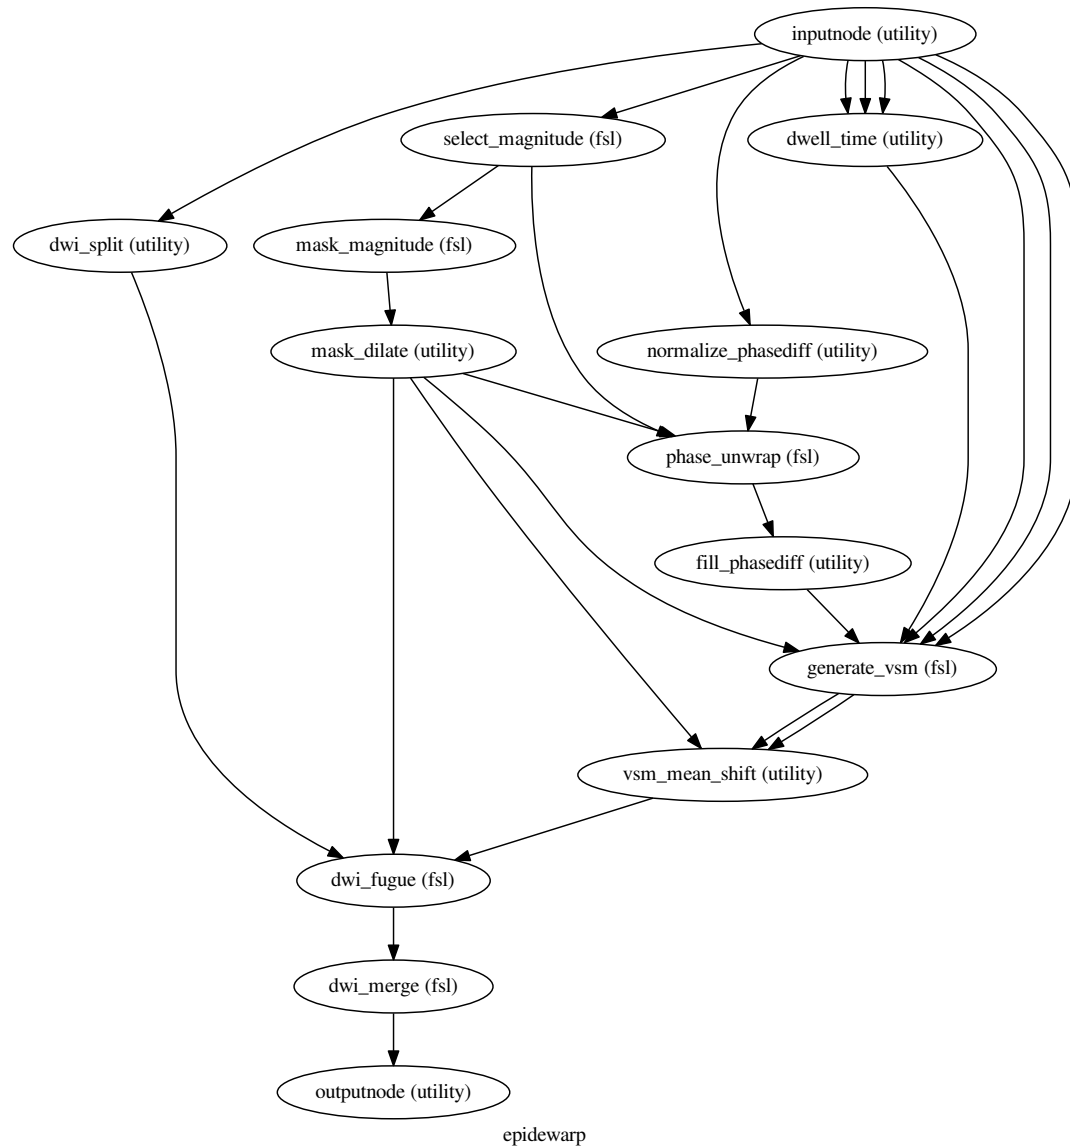 inputnode (utility)
select_magnitude (fsl)
dwell_time (utility)
dwi_split (utility)
mask_magnitude (fsl)
mask_dilate (utility)
normalize_phasediff (utility)
phase_unwrap (fsl)
fill_phasediff (utility)
generate_vsm (fsl)
vsm_mean_shift (utility)
dwi_fugue (fsl)
dwi_merge (fsl)
outputnode (utility)
epidewarp